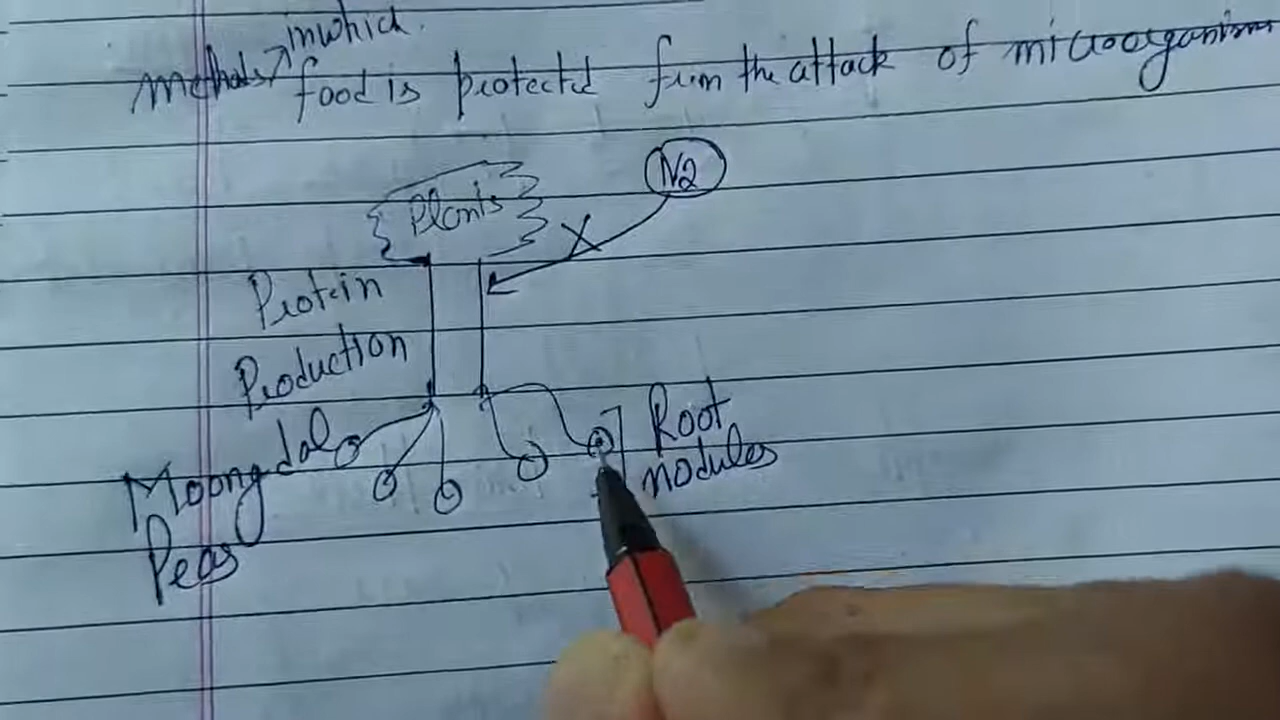 in which
methods food is protected from the attack of microorganism
N2
Plants
Protein
Production
Root
nodules
Moong dal
Peas